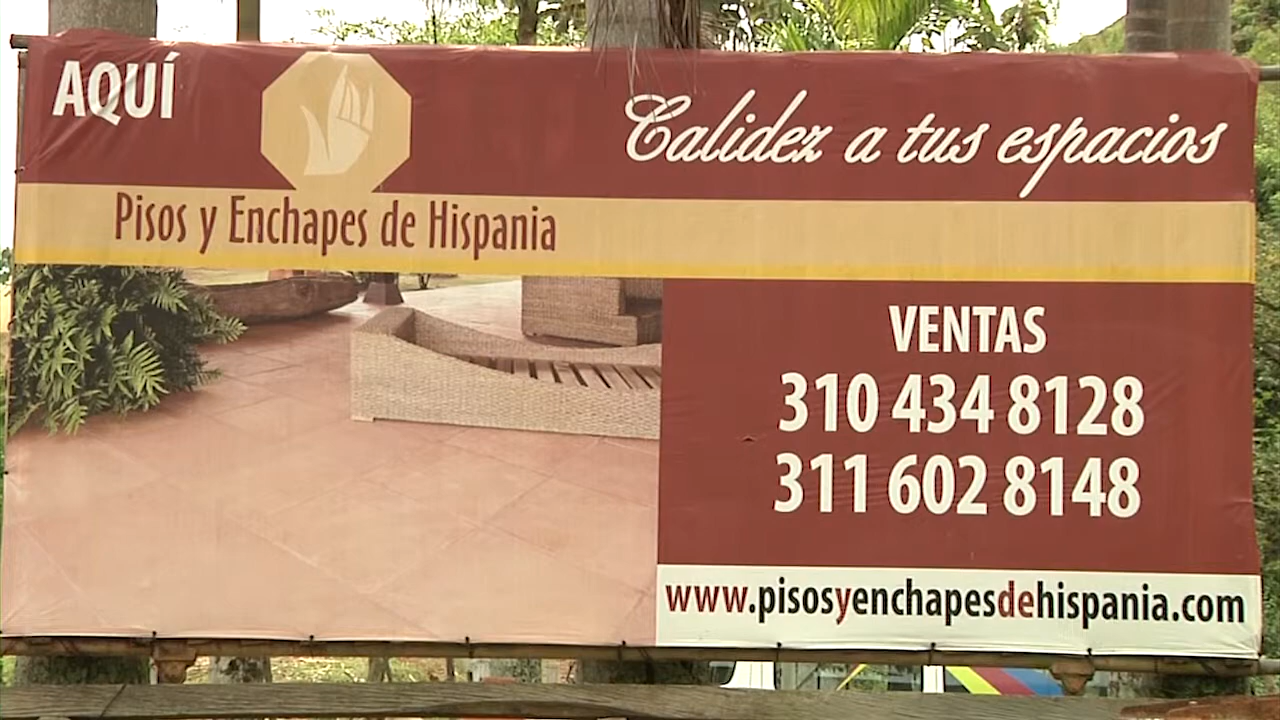 AQUÍ
Calidez a tus espacios
Pisos y Enchapes de Hispania
VENTAS
310 434 8128
311 602 8148
www.pisosyenchapesdehispania.com